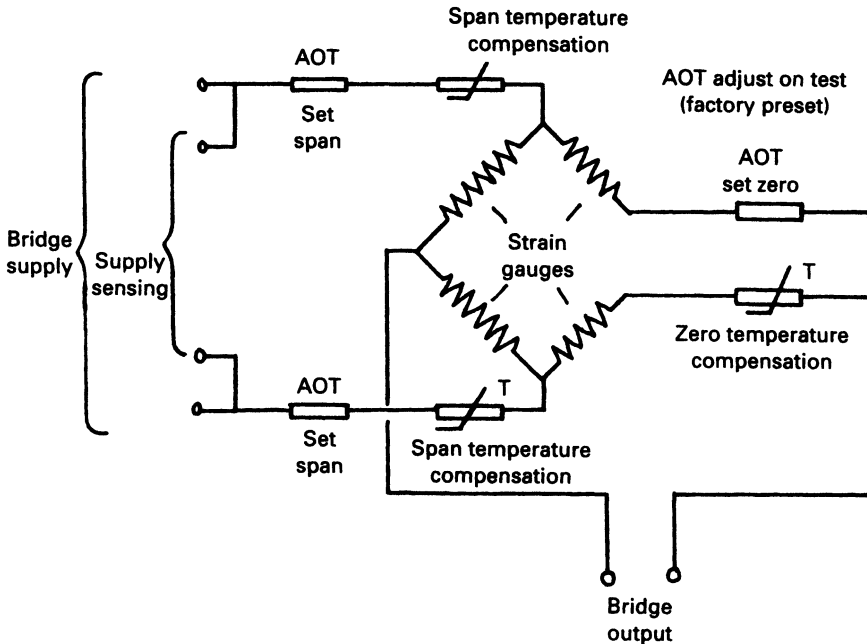 Span temperature
compensation
AOT
Set
span
AOT adjust on test
(factory preset)
AOT
set zero
Bridge
supply
Supply
sensing
Strain
gauges
T
Zero temperature
compensation
AOT
Set
span
T
Span temperature
compensation
Bridge
output